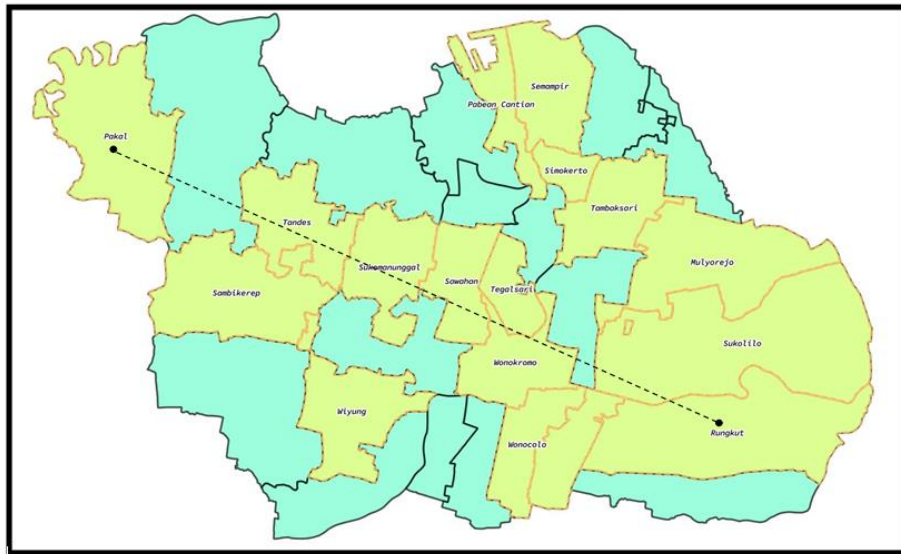 Semampir
Pabean Cantian
Pakal
Simokerto
Tambaksari
Tandes
Mulyorejo
Sukomanunggal
Sawahan
Tegalsari
Sambikerep
Sukolilo
Wonokromo
Wiyung
Rungkut
Wonocolo